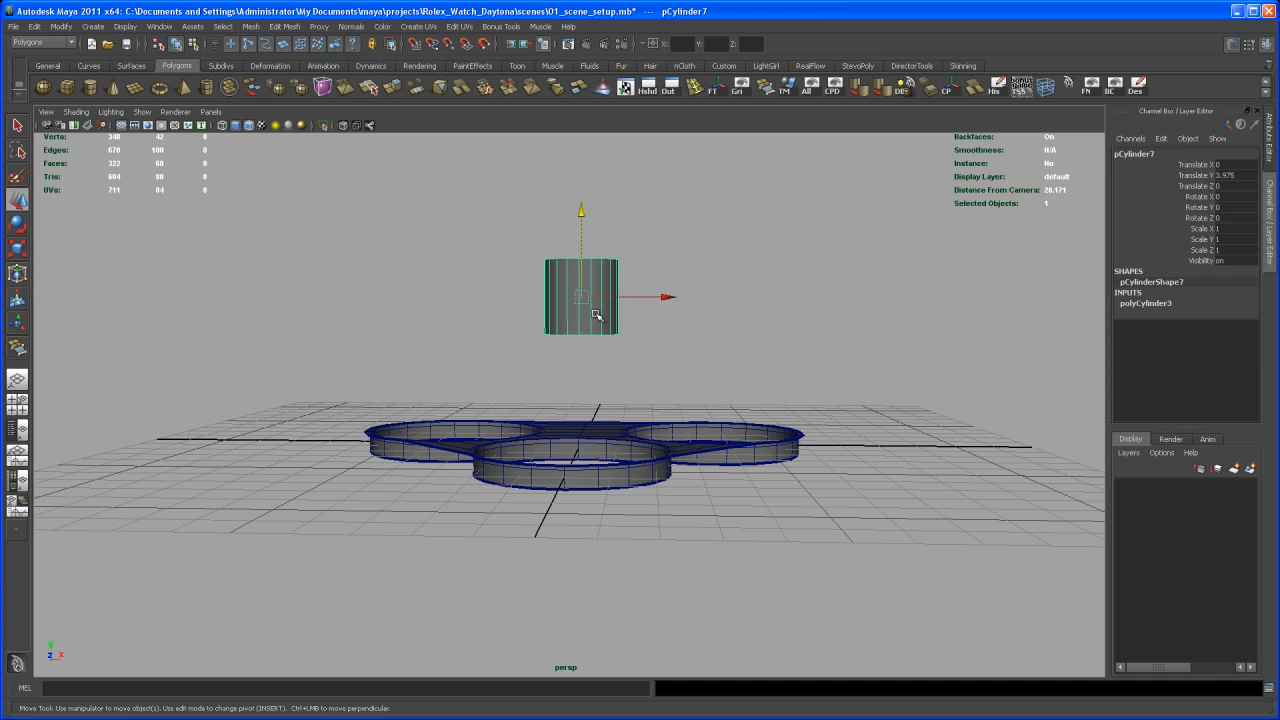 Autodesk Maya 2011 x64: C:\Documents and Settings\Administrator\My Documents\maya\projects\Rolex_Watch_Daytona\scenes\01_scene_setup.mb* --- pCylinder7
File Edit Modify Create Display Window Assets Select Mesh Edit Mesh Proxy Normals Color Create UVs Edit UVs Bonus Tools Muscle Help
Polygons X: Y: Z:
General Curves Surfaces Polygons Subdivs Deformation Animation Dynamics Rendering PaintEffects Toon Muscle Fluids Fur Hair nCloth Custom LightGirl RealFlow StevoPoly DirectorTools Skinning
Hshd Out FT Gri TM All CPD DE CP His FN BC Des
View Shading Lighting Show Renderer Panels
Verts: 348 42 0
Edges: 670 100 0
Faces: 322 60 0
Tris: 604 80 0
UVs: 711 84 0
Backfaces: On
Smoothness: N/A
Instance: No
Display Layer: default
Distance From Camera: 28.171
Selected Objects: 1
persp
Y
Z X
Channel Box / Layer Editor
Channels Edit Object Show
pCylinder7
Translate X 0
Translate Y 3.975
Translate Z 0
Rotate X 0
Rotate Y 0
Rotate Z 0
Scale X 1
Scale Y 1
Scale Z 1
Visibility on
SHAPES
pCylinderShape7
INPUTS
polyCylinder3
Display Render Anim
Layers Options Help
Attribute Editor
Channel Box / Layer Editor
MEL
Move Tool: Use manipulator to move object(s). Use edit mode to change pivot (INSERT). Ctrl+LMB to move perpendicular.